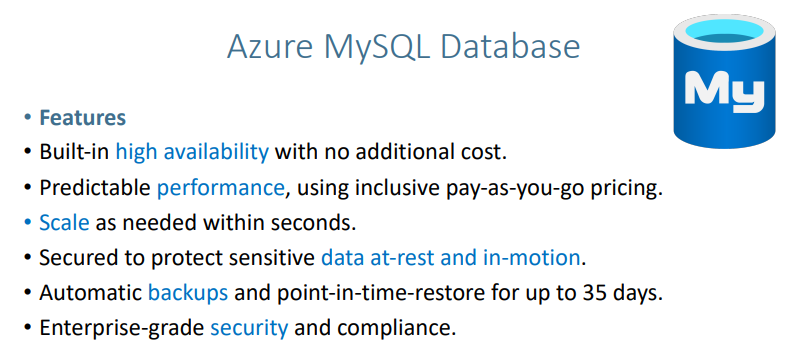 Azure MySQL Database
My
• Features
• Built-in high availability with no additional cost.
• Predictable performance, using inclusive pay-as-you-go pricing.
• Scale as needed within seconds.
• Secured to protect sensitive data at-rest and in-motion.
• Automatic backups and point-in-time-restore for up to 35 days.
• Enterprise-grade security and compliance.